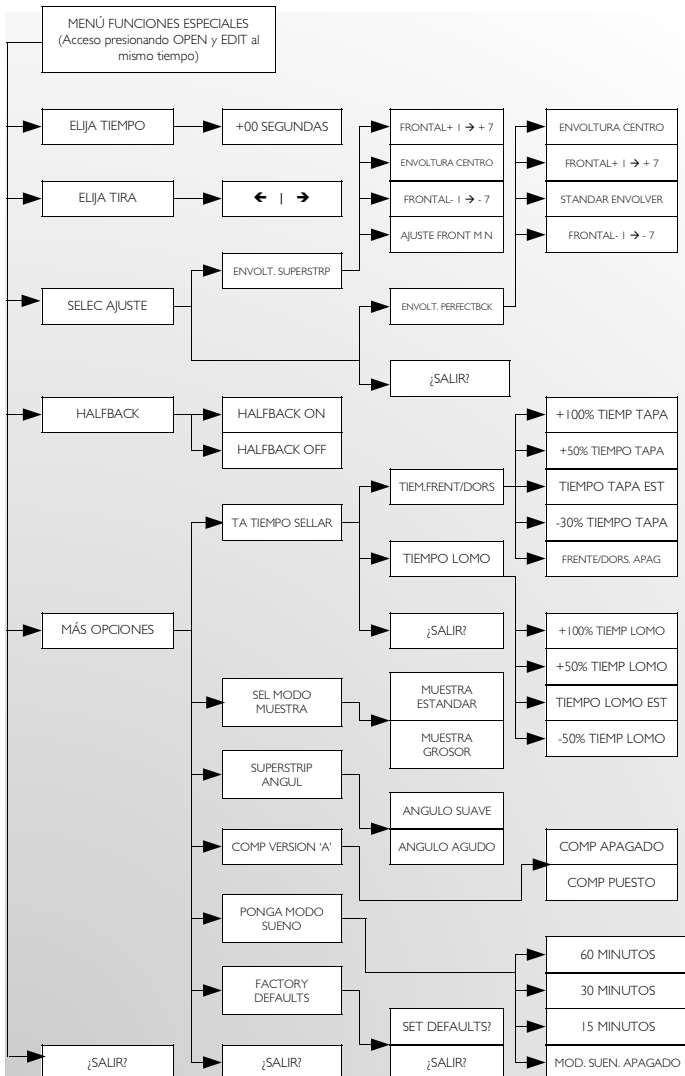 MENÚ FUNCIONES ESPECIALES
(Acceso presionando OPEN y EDIT al
mismo tiempo)
ELIJA TIEMPO
+00 SEGUNDAS
FRONTAL+ 1 → + 7
ENVOLTURA CENTRO
ENVOLTURA CENTRO
FRONTAL+ 1 → + 7
ELIJA TIRA
← | →
FRONTAL- 1 → - 7
STANDAR ENVOLVER
AJUSTE FRONT M N
FRONTAL- 1 → - 7
ENVOLT. SUPERSTRP
SELEC AJUSTE
ENVOLT. PERFECTBCK
¿SALIR?
HALFBACK
HALFBACK ON
HALFBACK OFF
+100% TIEMP TAPA
+50% TIEMPO TAPA
TIEM.FRENT/DORS
TIEMPO TAPA EST
TA TIEMPO SELLAR
-30% TIEMPO TAPA
TIEMPO LOMO
FRENTE/DORS. APAG
MÁS OPCIONES
¿SALIR?
+100% TIEMP LOMO
+50% TIEMP LOMO
SEL MODO
MUESTRA
MUESTRA
ESTANDAR
TIEMPO LOMO EST
MUESTRA
GROSOR
-50% TIEMP LOMO
SUPERSTRIP
ANGUL
ANGULO SUAVE
COMP VERSION 'A'
ANGULO AGUDO
COMP APAGADO
COMP PUESTO
PONGA MODO
SUENO
60 MINUTOS
FACTORY
DEFAULTS
30 MINUTOS
SET DEFAULTS?
15 MINUTOS
¿SALIR?
¿SALIR?
¿SALIR?
MOD. SUEN. APAGADO